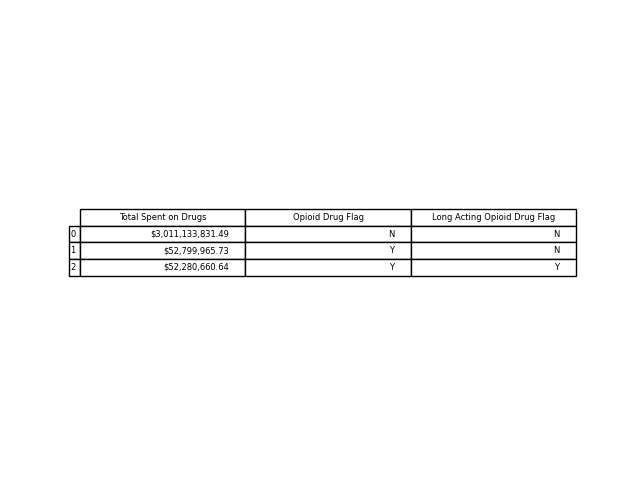 Total Spent on Drugs Opioid Drug Flag Long Acting Opioid Drug Flag
0 $3,011,133,831.49 N N
1 $52,799,965.73 Y N
2 $52,280,660.64 Y Y